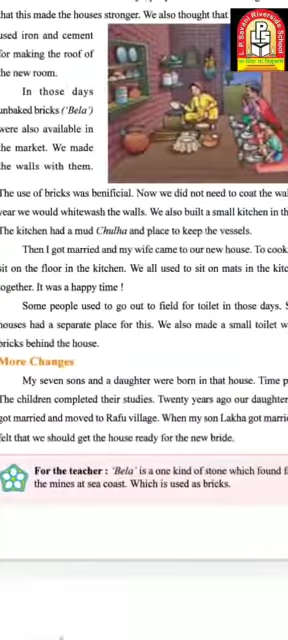 that this made the houses stronger. We also thought that
L.P. Savani Riverside School
LPS
used iron and cement
for making the roof of
the new room.
In those days
unbaked bricks ('Bela')
were also available in
the market. We made
the walls with them.
The use of bricks was benificial. Now we did not need to coat the
year we would whitewash the walls. We also built a small kitchen in
The kitchen had a mud Chulha and place to keep the vessels.
Then I got married and my wife came to our new house. To
sit on the floor in the kitchen. We all used to sit on mats in the
together. It was a happy time !
Some people used to go out to field for toilet in those days.
houses had a separate place for this. We also made a small toilet
bricks behind the house.
More Changes
My seven sons and a daughter were born in that house. Time
The children completed their studies. Twenty years ago our daughter
got married and moved to Rafu village. When my son Lakha got
felt that we should get the house ready for the new bride.
For the teacher : 'Bela' is a one kind of stone which found
the mines at sea coast. Which is used as bricks.